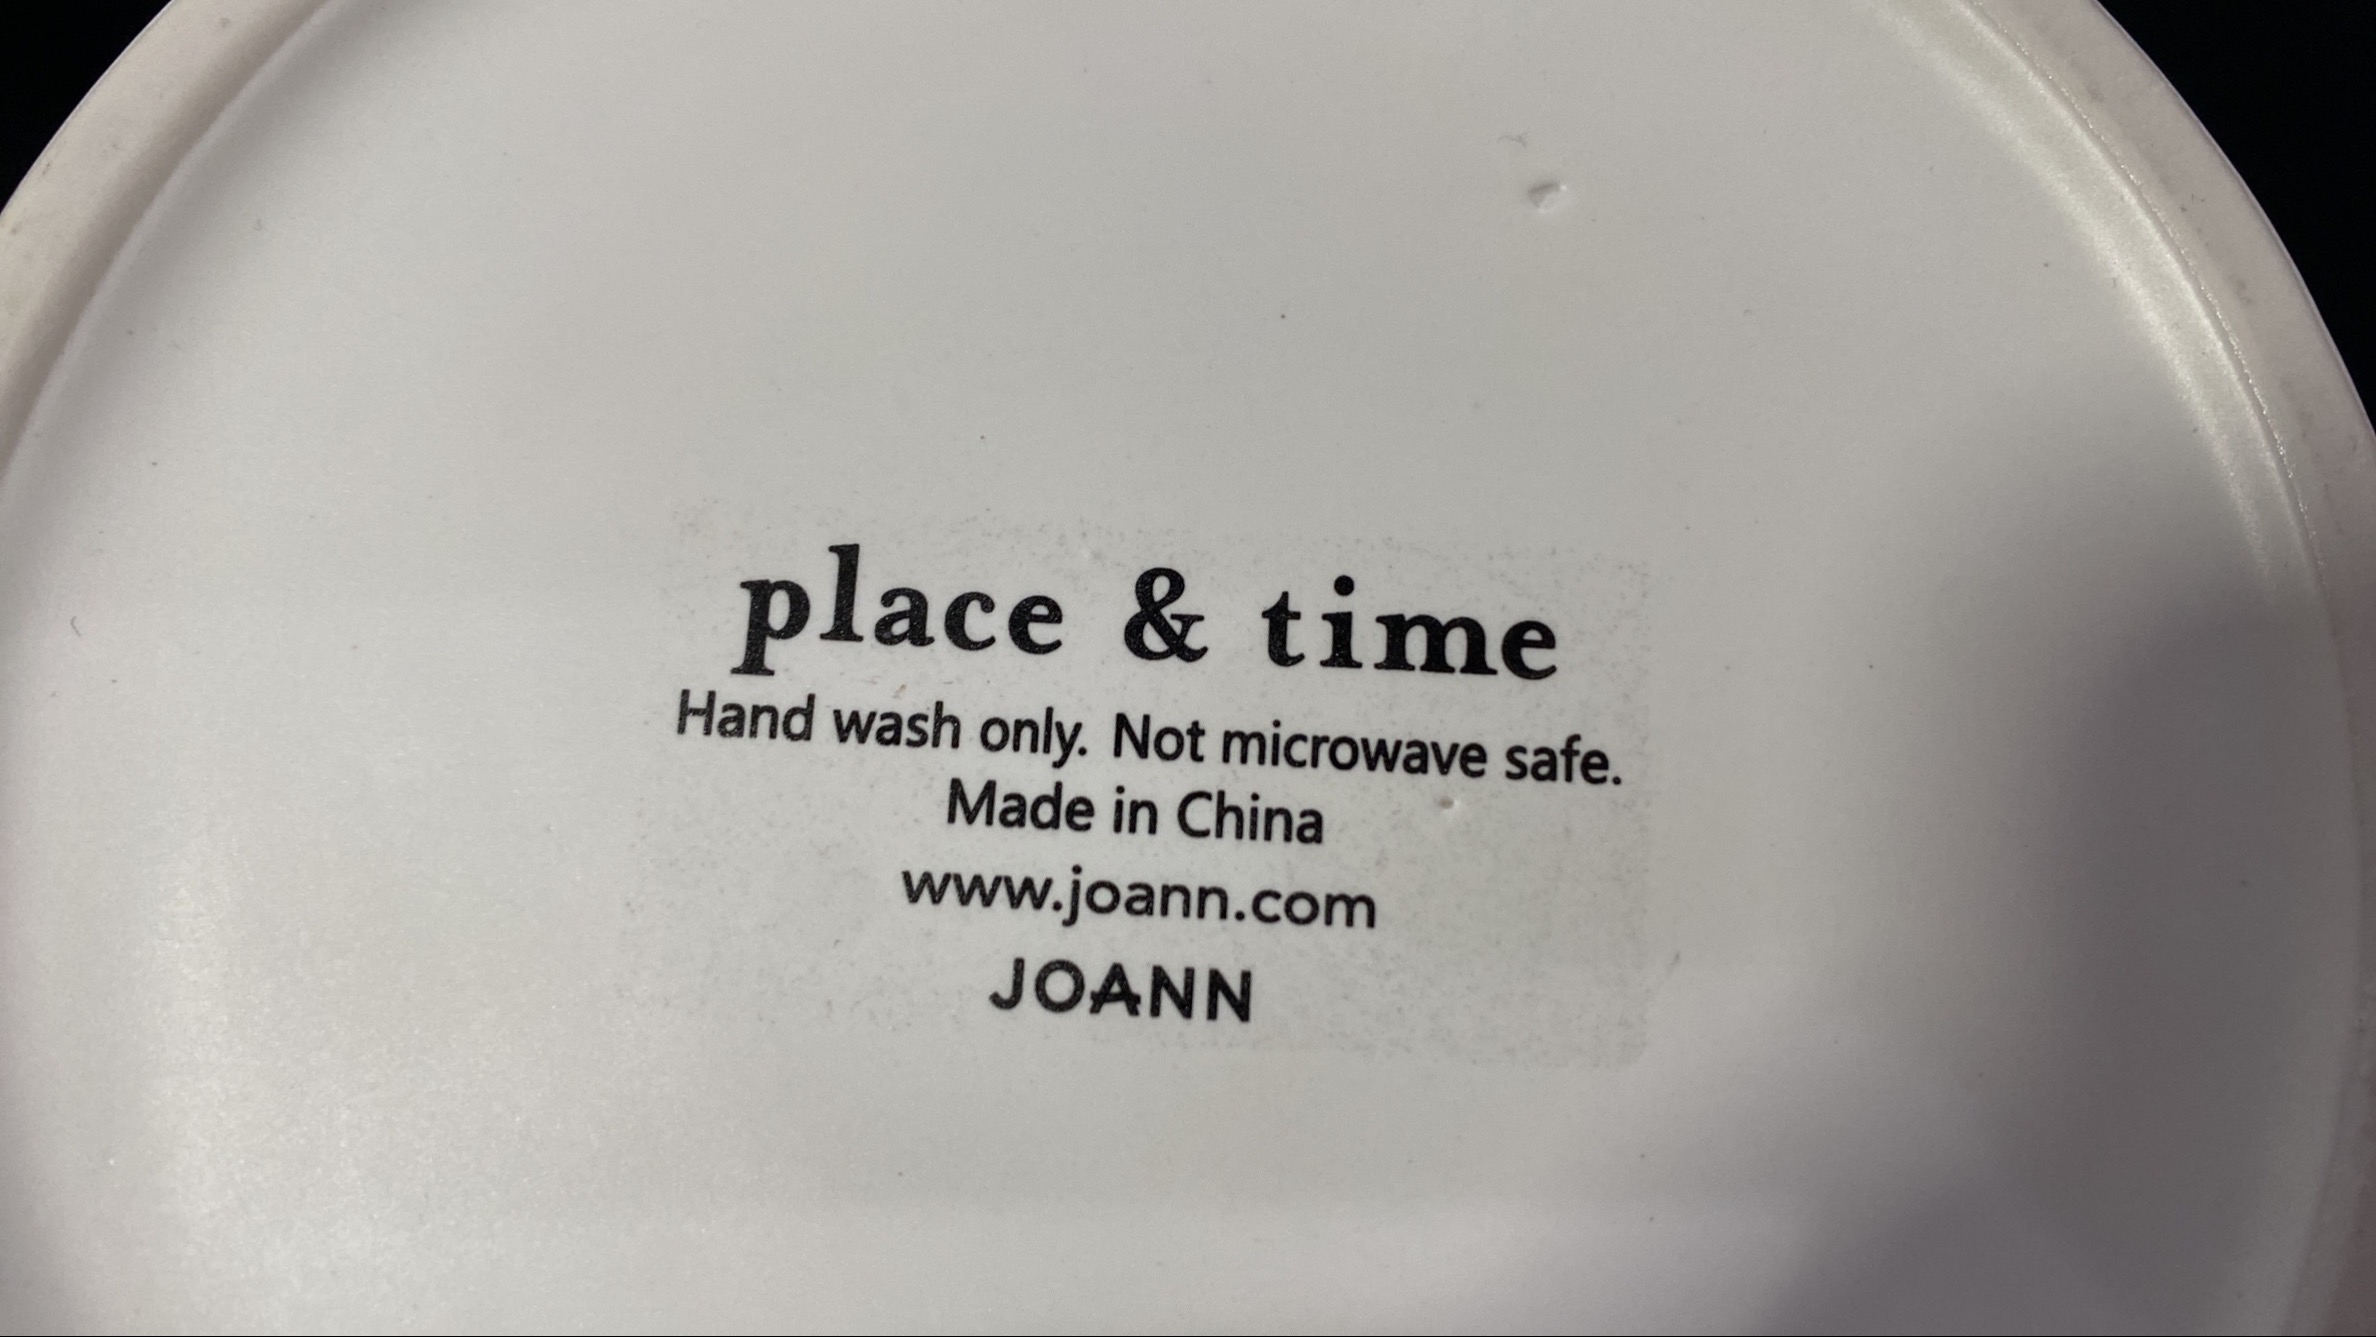 place & time
Hand wash only. Not microwave safe.
Made in China
www.joann.com
JOANN